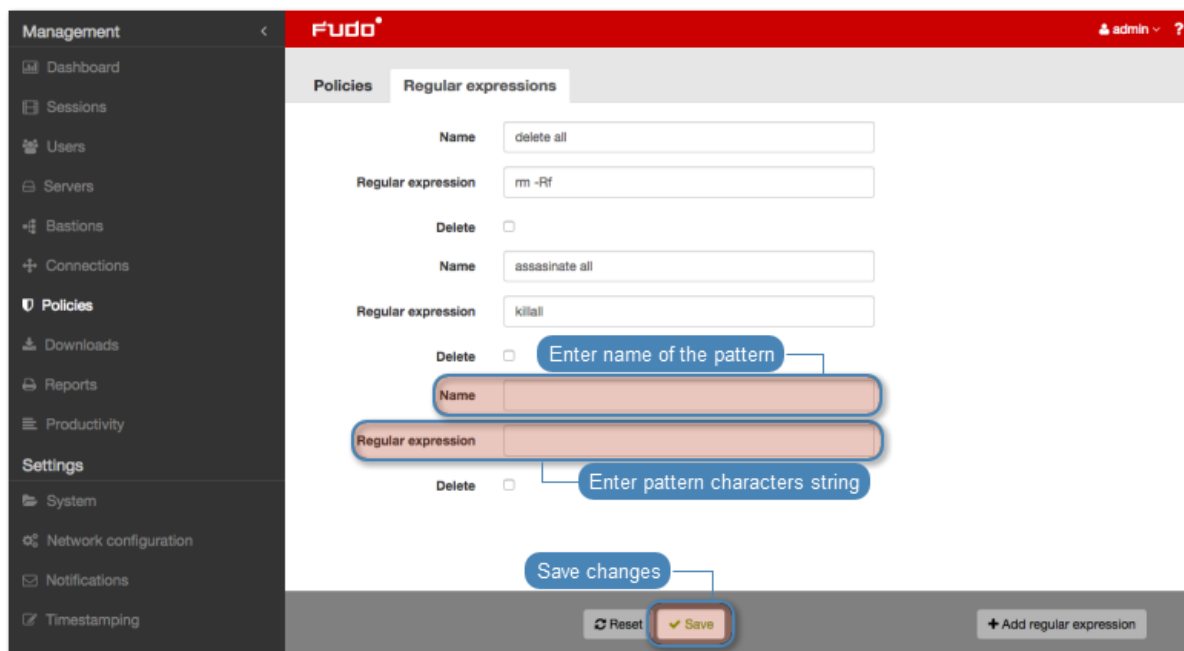 Management
Dashboard
Sessions
Users
Servers
Bastions
Connections
Policies
Downloads
Reports
Productivity
Settings
System
Network configuration
Notifications
Timestamping
FUDO
admin ?
Policies Regular expressions
Name delete all
Regular expression rm -Rf
Delete
Name assasinate all
Regular expression killall
Delete
Enter name of the pattern
Name
Regular expression
Enter pattern characters string
Delete
Save changes
Reset Save + Add regular expression